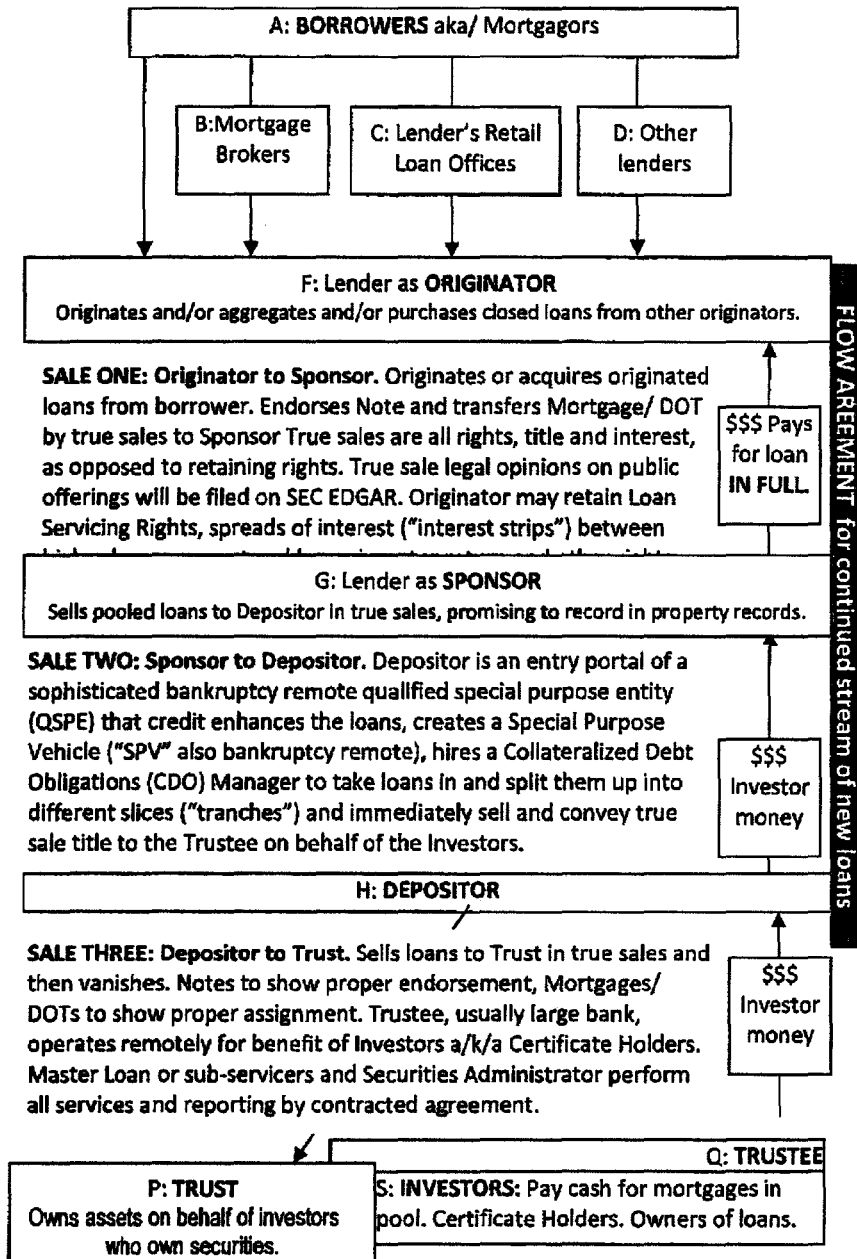 A: BORROWERS aka/ Mortgagors
B:Mortgage
Brokers
C: Lender's Retail
Loan Offices
D: Other
lenders
F: Lender as ORIGINATOR
Originates and/or aggregates and/or purchases closed loans from other originators.
SALE ONE: Originator to Sponsor. Originates or acquires originated
loans from borrower. Endorses Note and transfers Mortgage/ DOT
by true sales to Sponsor True sales are all rights, title and interest,
as opposed to retaining rights. True sale legal opinions on public
offerings will be filed on SEC EDGAR. Originator may retain Loan
Servicing Rights, spreads of interest ("interest strips") between
$$$ Pays
for loan
IN FULL.
G: Lender as SPONSOR
Sells pooled loans to Depositor in true sales, promising to record in property records.
SALE TWO: Sponsor to Depositor. Depositor is an entry portal of a
sophisticated bankruptcy remote qualified special purpose entity
(QSPE) that credit enhances the loans, creates a Special Purpose
Vehicle ("SPV" also bankruptcy remote), hires a Collateralized Debt
Obligations (CDO) Manager to take loans in and split them up into
different slices ("tranches") and immediately sell and convey true
sale title to the Trustee on behalf of the Investors.
$$$
Investor
money
H: DEPOSITOR
SALE THREE: Depositor to Trust. Sells loans to Trust in true sales and
then vanishes. Notes to show proper endorsement, Mortgages/
DOTs to show proper assignment. Trustee, usually large bank,
operates remotely for benefit of Investors a/k/a Certificate Holders.
Master Loan or sub-servicers and Securities Administrator perform
all services and reporting by contracted agreement.
$$$
Investor
money
FLOW AREEMENT for continued stream of new loans
Q: TRUSTEE
S: INVESTORS: Pay cash for mortgages in
pool. Certificate Holders. Owners of loans.
P: TRUST
Owns assets on behalf of investors
who own securities.